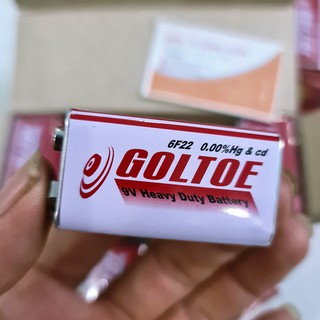 6F22 0.00%Hg & cd
GOLTOE
9V Heavy Duty Battery